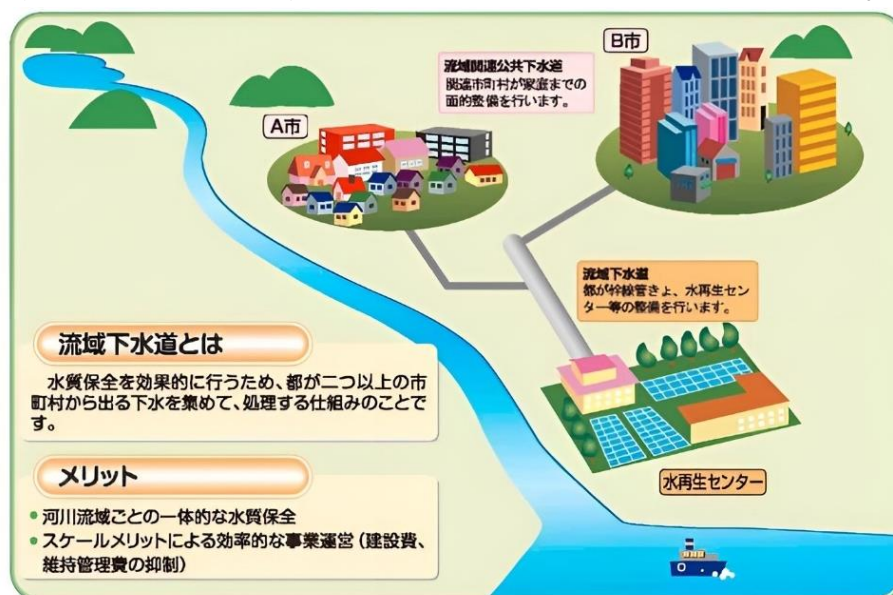 B市
流域関連公共下水道
関連市町村が家庭までの
面的整備を行います。
A市
流域下水道
都が幹線管きょ、水再生セン
ター等の整備を行います。
流域下水道とは
水質保全を効果的に行うため、都が二つ以上の市
町村から出る下水を集めて、処理する仕組みのことで
す。
水再生センター
メリット
● 河川流域ごとの一体的な水質保全
● スケールメリットによる効率的な事業運営（建設費、
維持管理費の抑制）